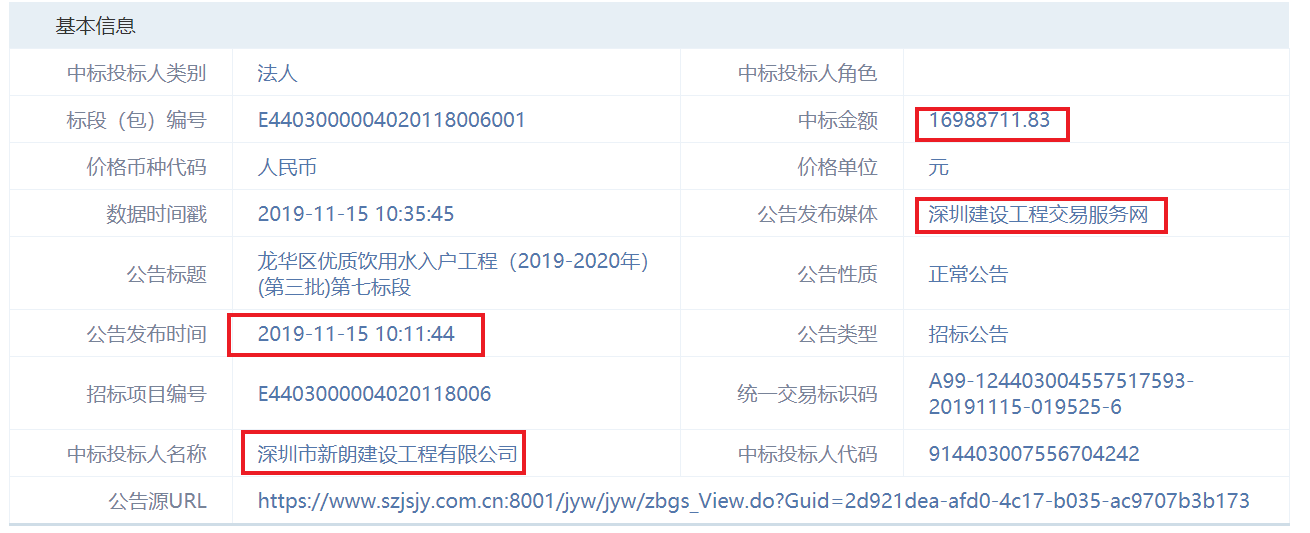 基本信息
中标投标人类别 法人 中标投标人角色
标段（包）编号 E4403000004020118006001 中标金额 16988711.83
价格币种代码 人民币 价格单位 元
数据时间戳 2019-11-15 10:35:45 公告发布媒体 深圳建设工程交易服务网
公告标题 龙华区优质饮用水入户工程（2019-2020年）
(第三批)第七标段 公告性质 正常公告
公告发布时间 2019-11-15 10:11:44 公告类型 招标公告
招标项目编号 E4403000004020118006 统一交易标识码 A99-124403004557517593-
20191115-019525-6
中标投标人名称 深圳市新朗建设工程有限公司 中标投标人代码 914403007556704242
公告源URL https://www.szjsjy.com.cn:8001/jyw/jyw/zbgs_View.do?Guid=2d921dea-afd0-4c17-b035-ac9707b3b173